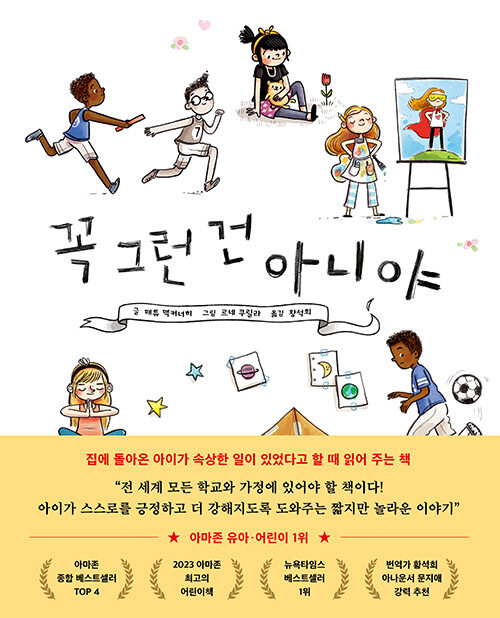 7
꼭 그런 건 아니야
글 매튜 맥커너히 그림 르네 쿠릴라 옮김 황석희
집에 돌아온 아이가 속상한 일이 있었다고 할 때 읽어 주는 책
“전 세계 모든 학교와 가정에 있어야 할 책이다!
아이가 스스로를 긍정하고 더 강해지도록 도와주는 짧지만 놀라운 이야기”
★ 아마존 유아·어린이 1위 ★
아마존
종합 베스트셀러
TOP 4
2023 아마존
최고의
어린이책
뉴욕타임스
베스트셀러
1위
번역가 황석희
아나운서 문지애
강력 추천